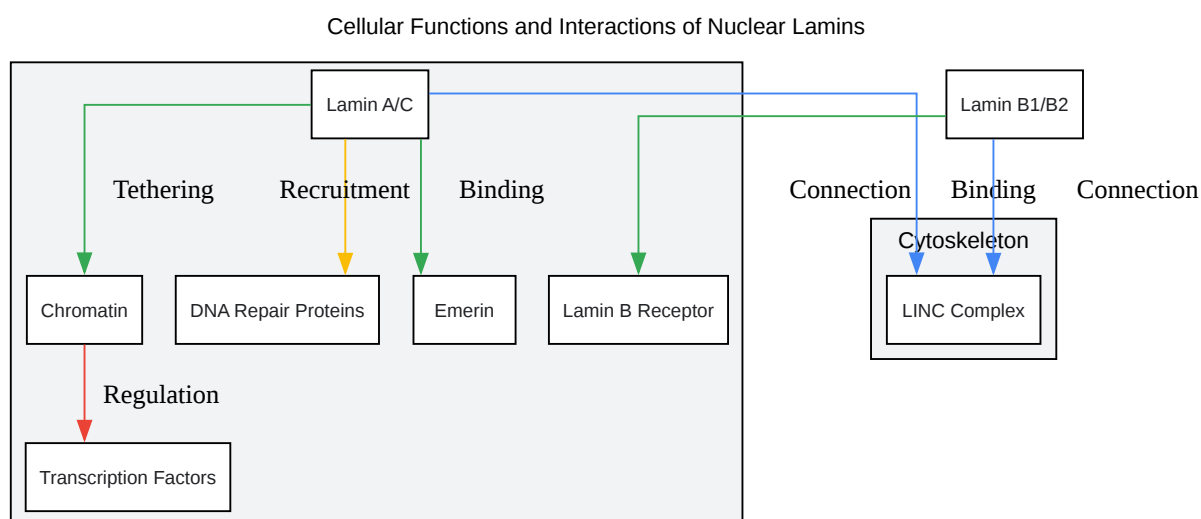 Cellular Functions and Interactions of Nuclear Lamins
Lamin A/C
Lamin B1/B2
Tethering
Recruitment
Binding
Connection
Binding
Connection
Cytoskeleton
Chromatin
DNA Repair Proteins
Emerin
Lamin B Receptor
LINC Complex
Regulation
Transcription Factors